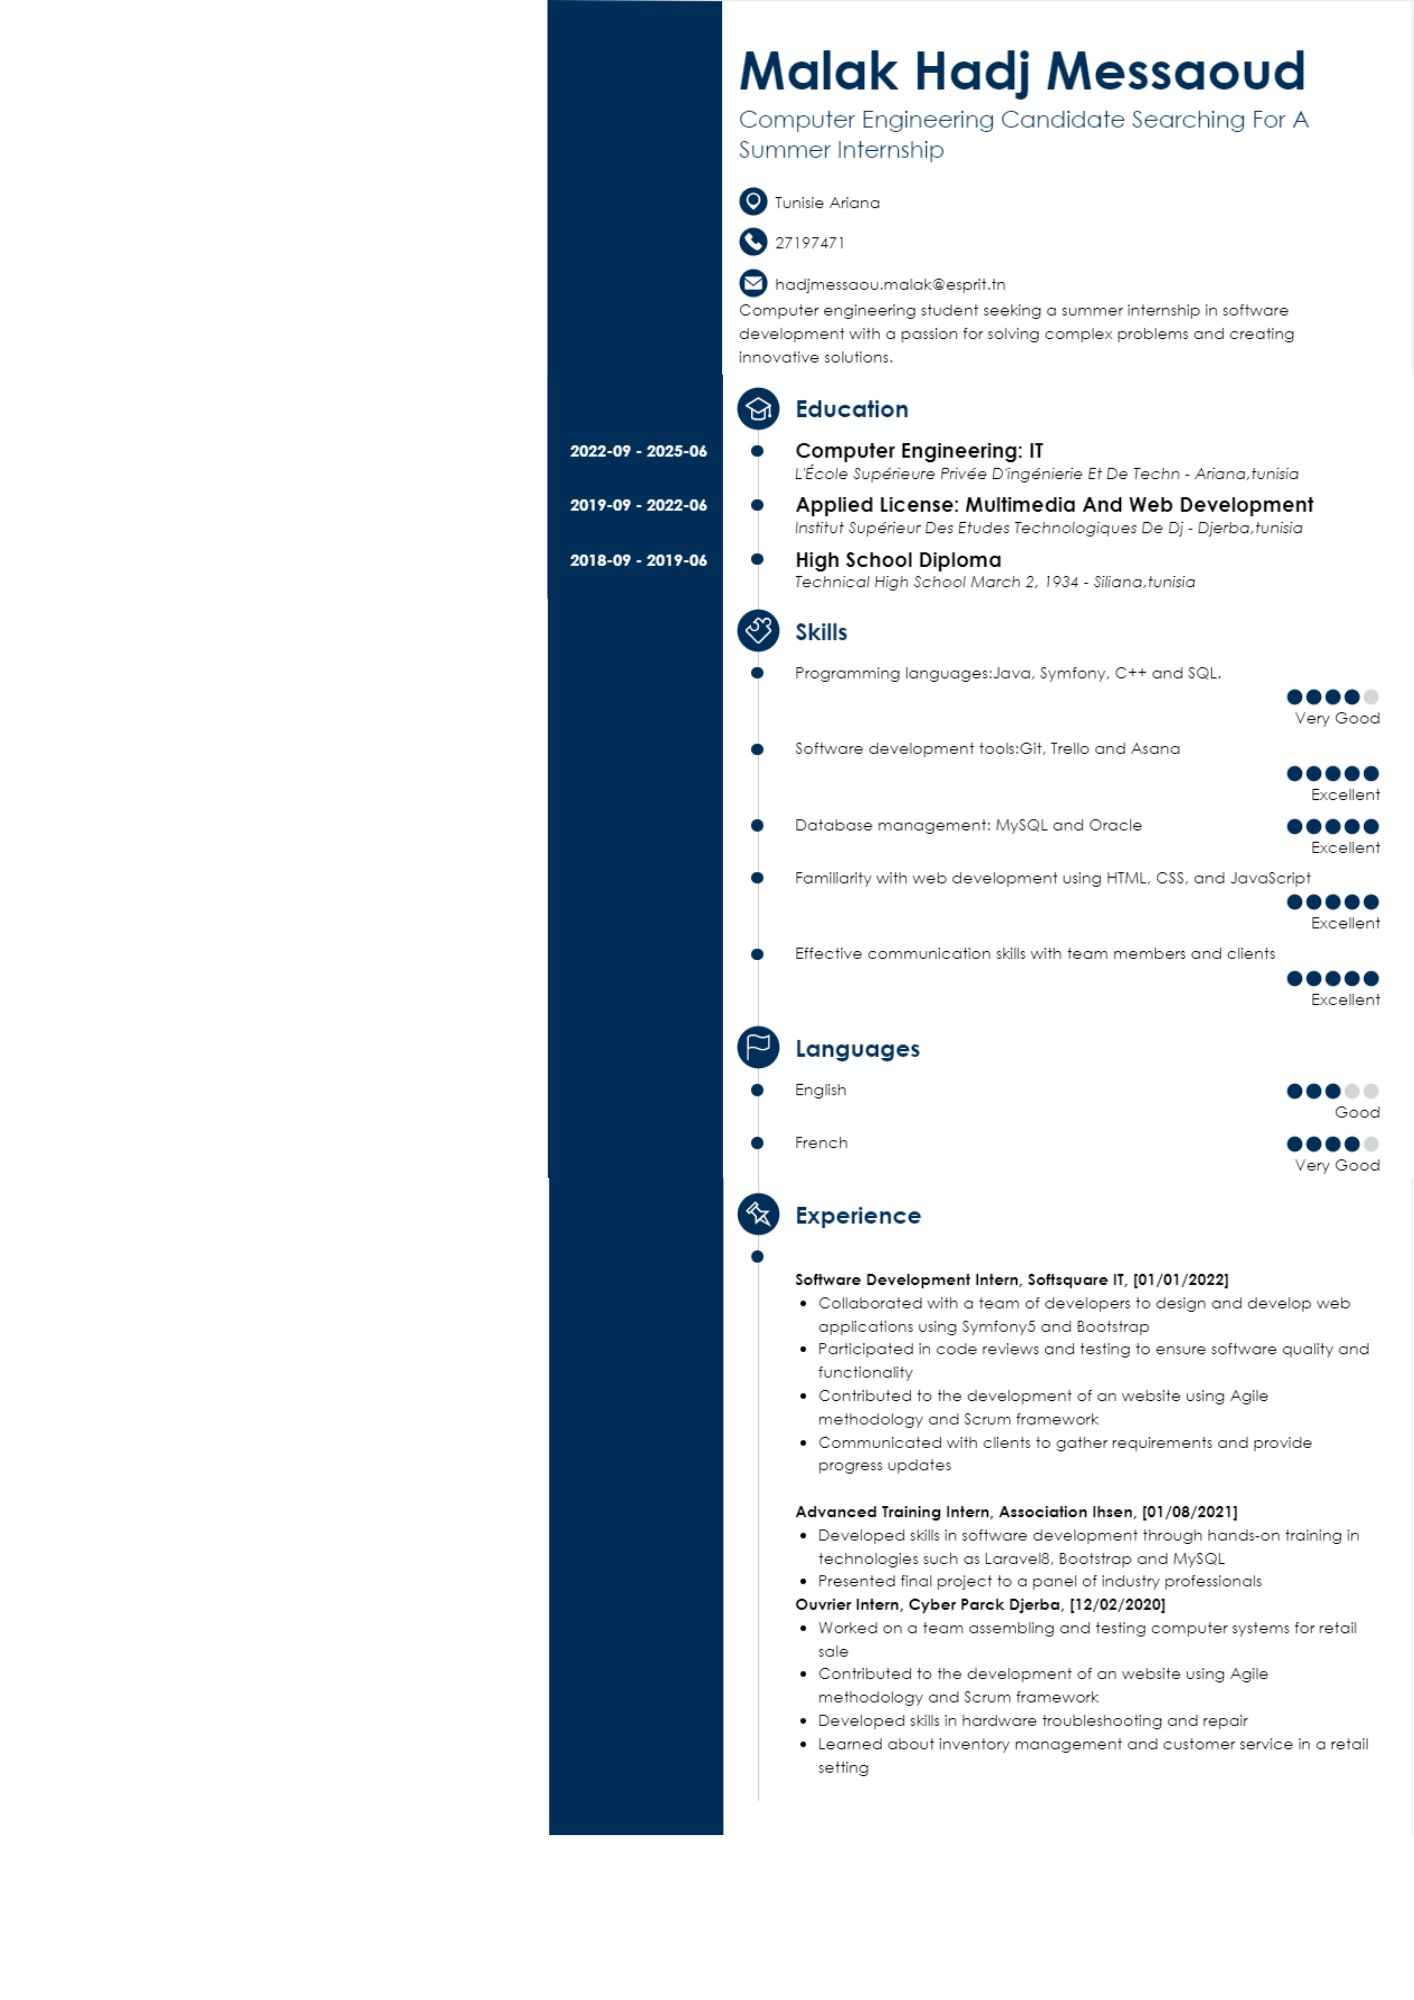 Malak Hadj Messaoud
Computer Engineering Candidate Searching For A
Summer Internship
Tunisie Ariana
27197471
hadjmessaou.malak@esprit.tn
Computer engineering student seeking a summer internship in software
development with a passion for solving complex problems and creating
innovative solutions.
Education
2022-09 - 2025-06
Computer Engineering: IT
L'École Supérieure Privée D'ingénierie Et De Techn - Ariana,tunisia
2019-09 - 2022-06
Applied License: Multimedia And Web Development
Institut Supérieur Des Etudes Technologiques De Dj - Djerba,tunisia
2018-09 - 2019-06
High School Diploma
Technical High School March 2, 1934 - Siliana,tunisia
Skills
Programming languages:Java, Symfony, C++ and SQL.
Very Good
Software development tools:Git, Trello and Asana
Excellent
Database management: MySQL and Oracle
Excellent
Familiarity with web development using HTML, CSS, and JavaScript
Excellent
Effective communication skills with team members and clients
Excellent
Languages
English
Good
French
Very Good
Experience
Software Development Intern, Softsquare IT, [01/01/2022]
• Collaborated with a team of developers to design and develop web
applications using Symfony5 and Bootstrap
• Participated in code reviews and testing to ensure software quality and
functionality
• Contributed to the development of an website using Agile
methodology and Scrum framework
• Communicated with clients to gather requirements and provide
progress updates
Advanced Training Intern, Association Ihsen, [01/08/2021]
• Developed skills in software development through hands-on training in
technologies such as Laravel8, Bootstrap and MySQL
• Presented final project to a panel of industry professionals
Ouvrier Intern, Cyber Parck Djerba, [12/02/2020]
• Worked on a team assembling and testing computer systems for retail
sale
• Contributed to the development of an website using Agile
methodology and Scrum framework
• Developed skills in hardware troubleshooting and repair
• Learned about inventory management and customer service in a retail
setting